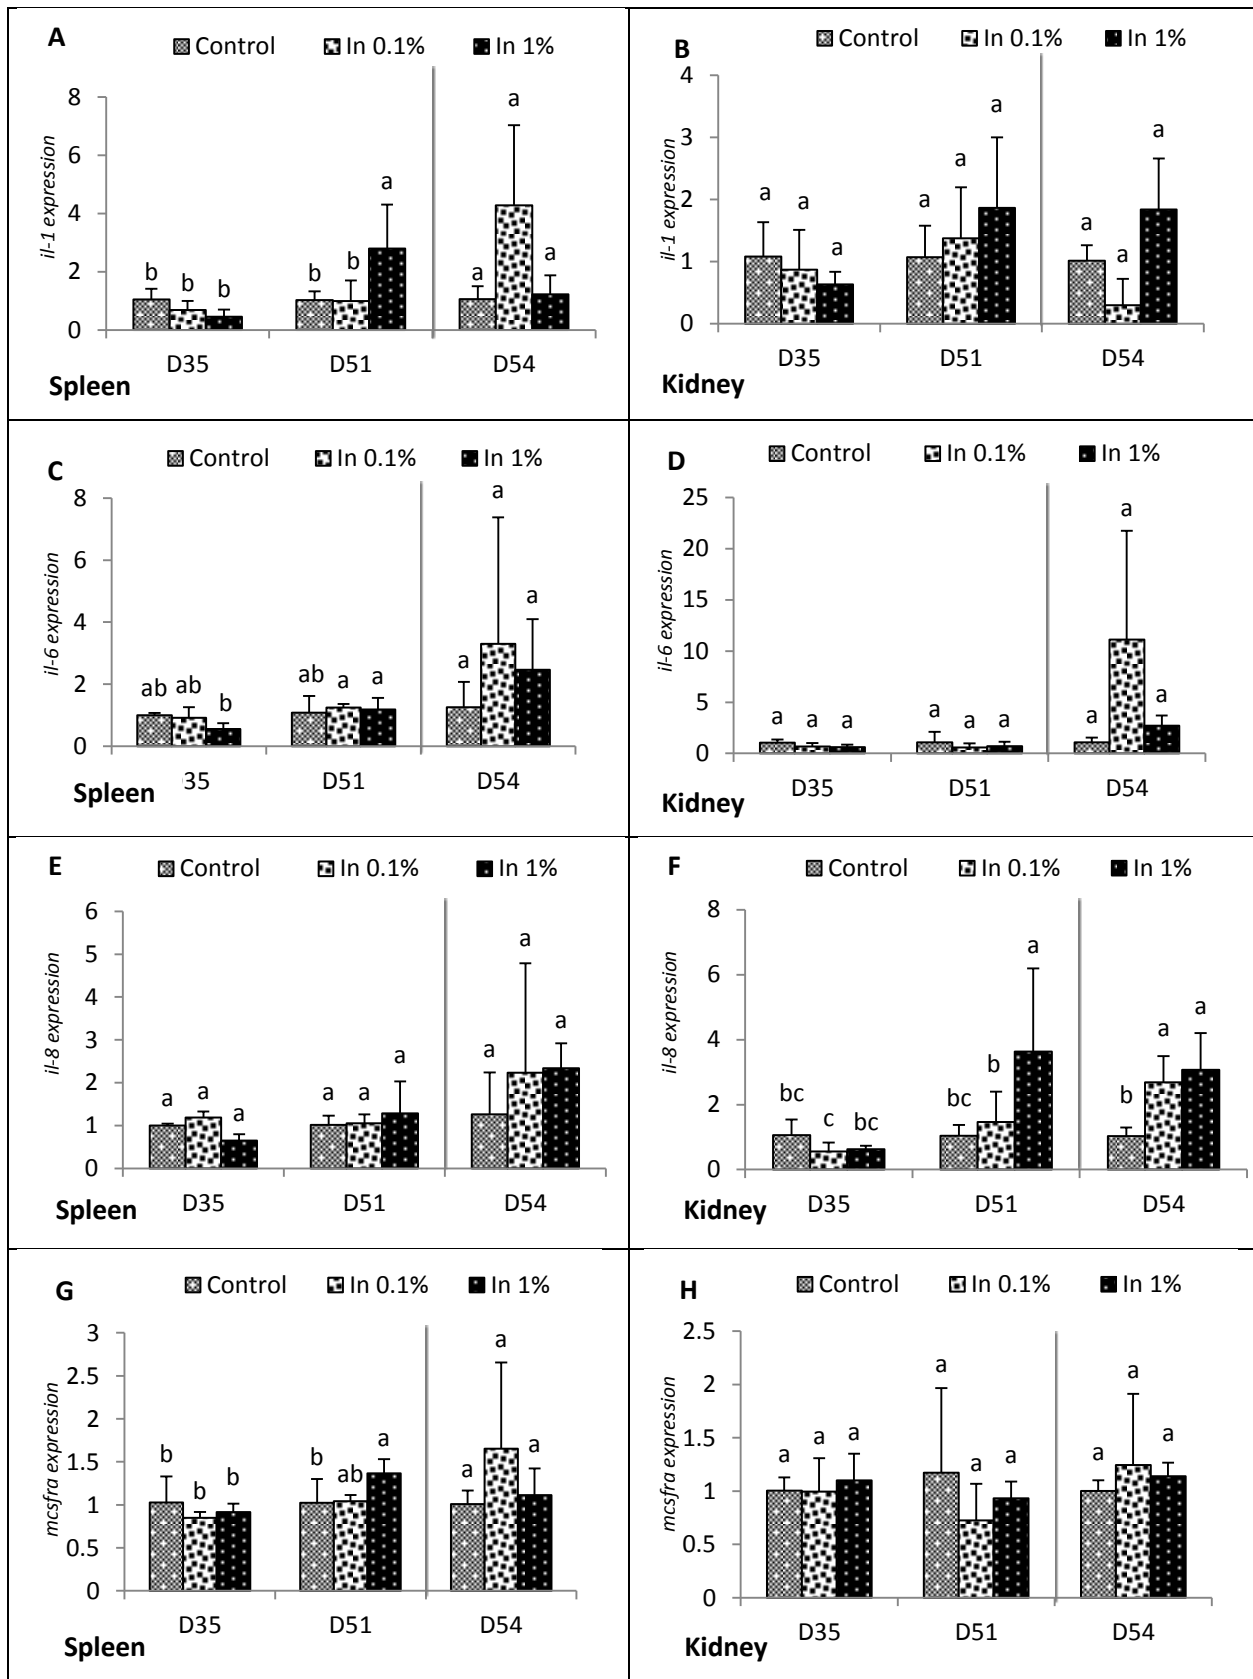 A
Control In 0.1% In 1%
il-1 expression
8
6
4
2
0
a
a
b b b b b a a
D35 D51 D54
Spleen
B
Control In 0.1% In 1%
il-1 expression
4
3
2
1
0
a a a a a a a a a
D35 D51 D54
Kidney
C
Control In 0.1% In 1%
il-6 expression
8
6
4
2
0
ab ab b ab a a a a a
35 D51 D54
Spleen
D
Control In 0.1% In 1%
il-6 expression
25
20
15
10
5
0
a a a a a a a a a
D35 D51 D54
Kidney
E
Control In 0.1% In 1%
il-8 expression
6
5
4
3
2
1
0
a a a a a a a a a
D35 D51 D54
Spleen
F
Control In 0.1% In 1%
il-8 expression
8
6
4
2
0
bc c bc bc b a b a a
D35 D51 D54
Kidney
G
Control In 0.1% In 1%
mcsfra expression
3
2.5
2
1.5
1
0.5
0
b b b b ab a a a a
D35 D51 D54
Spleen
H
Control In 0.1% In 1%
mcsfra expression
2.5
2
1.5
1
0.5
0
a a a a a a a a a
D35 D51 D54
Kidney